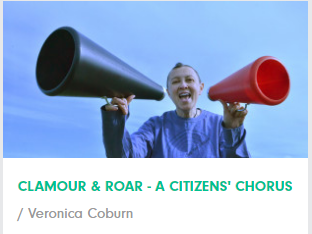 CLAMOUR & ROAR - A CITIZENS' CHORUS
/ Veronica Coburn